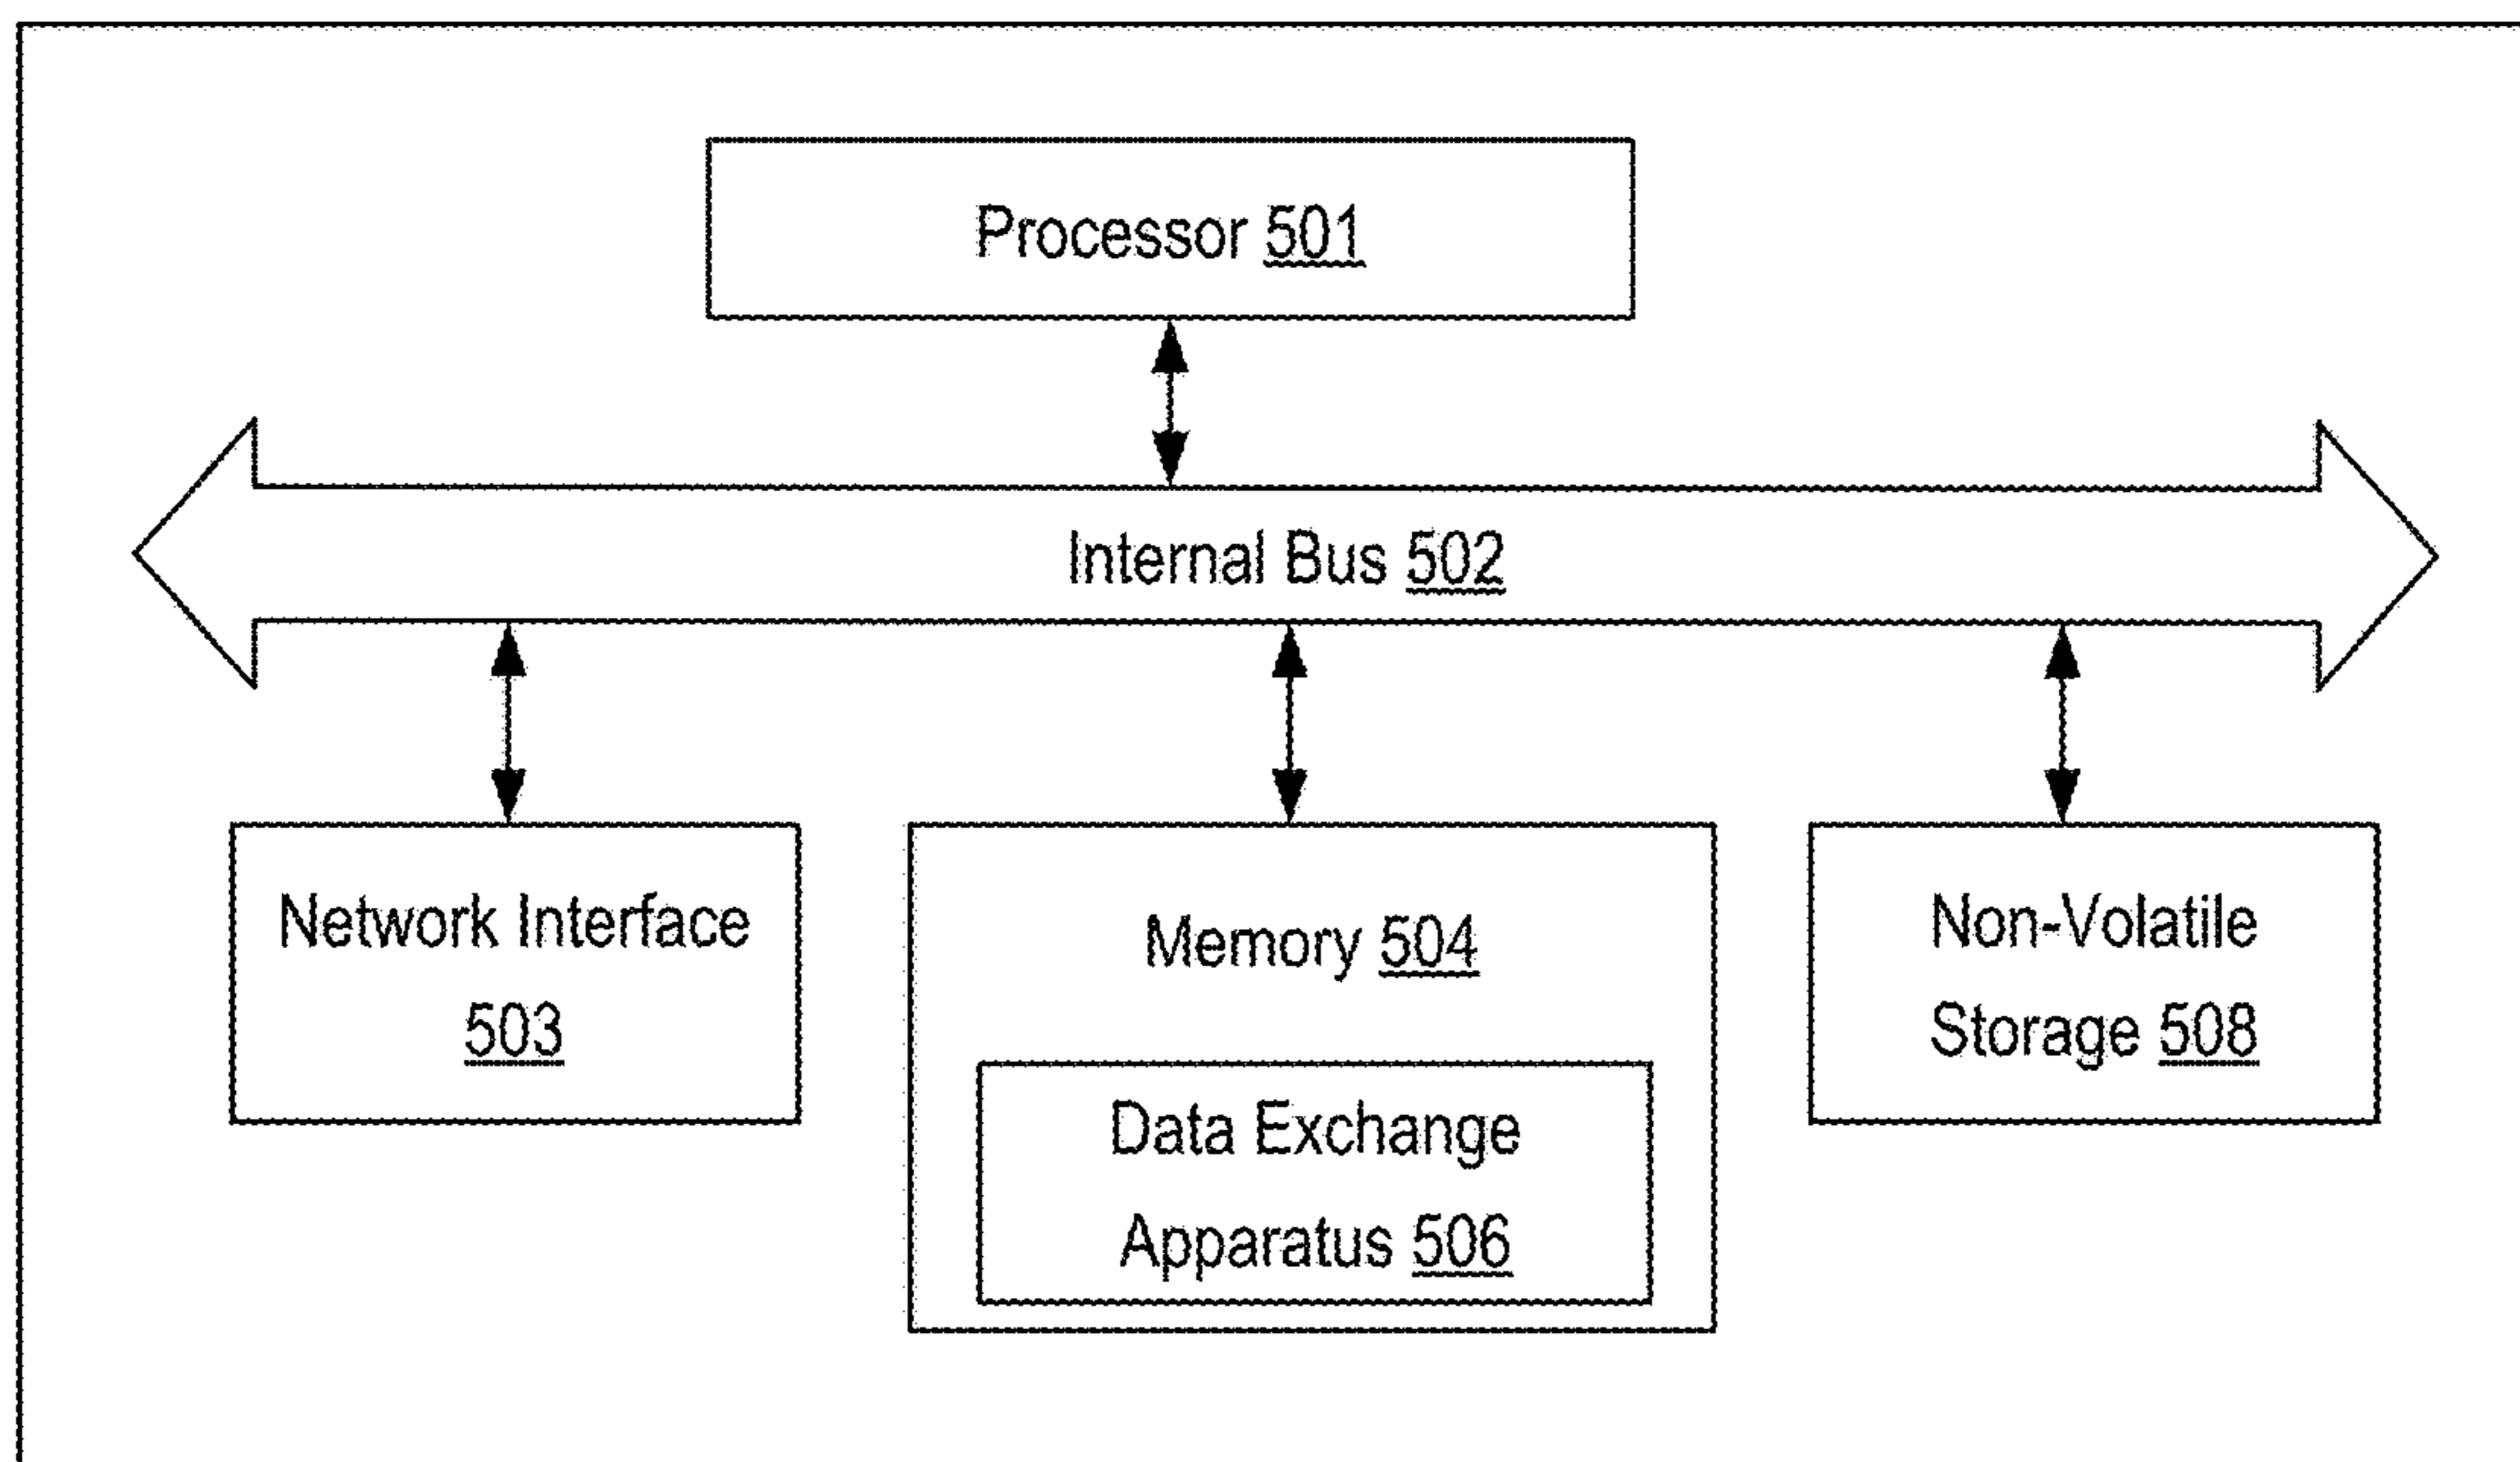 Processor 501
Internal Bus 502
Network Interface
503
Memory 504
Data Exchange
Apparatus 506
Non-Volatile
Storage 508